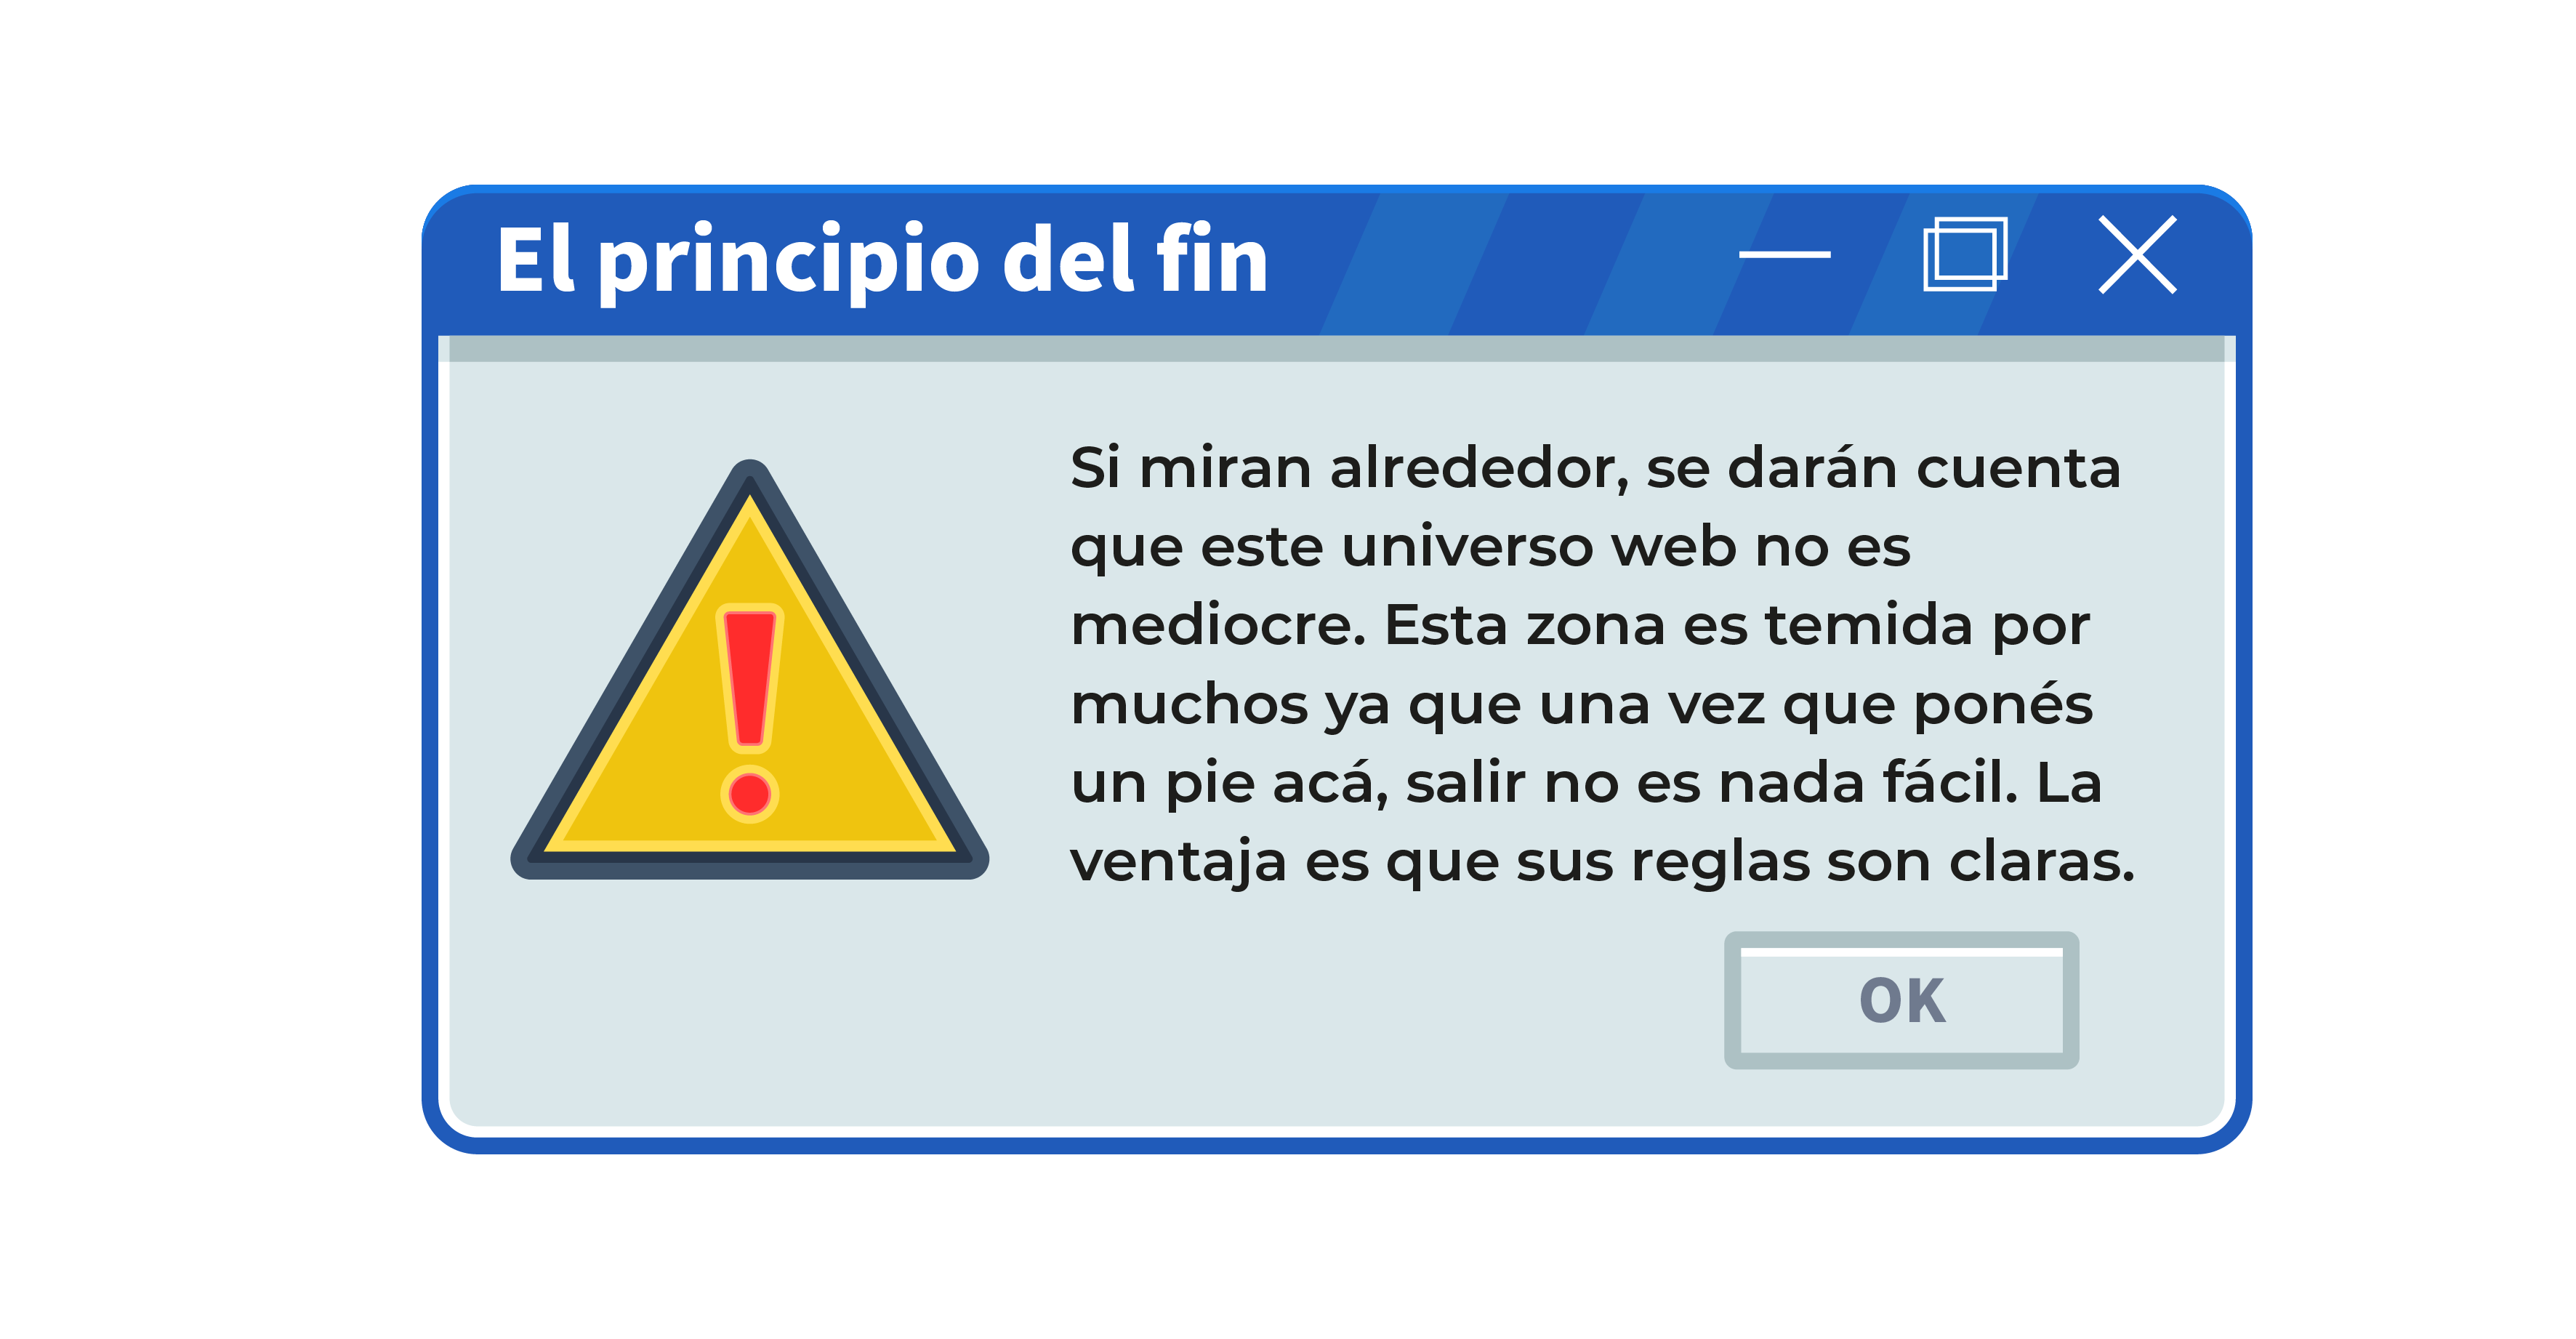 El principio del fin
Si miran alrededor, se darán cuenta
que este universo web no es
mediocre. Esta zona es temida por
muchos ya que una vez que ponés
un pie acá, salir no es nada fácil. La
ventaja es que sus reglas son claras.
OK